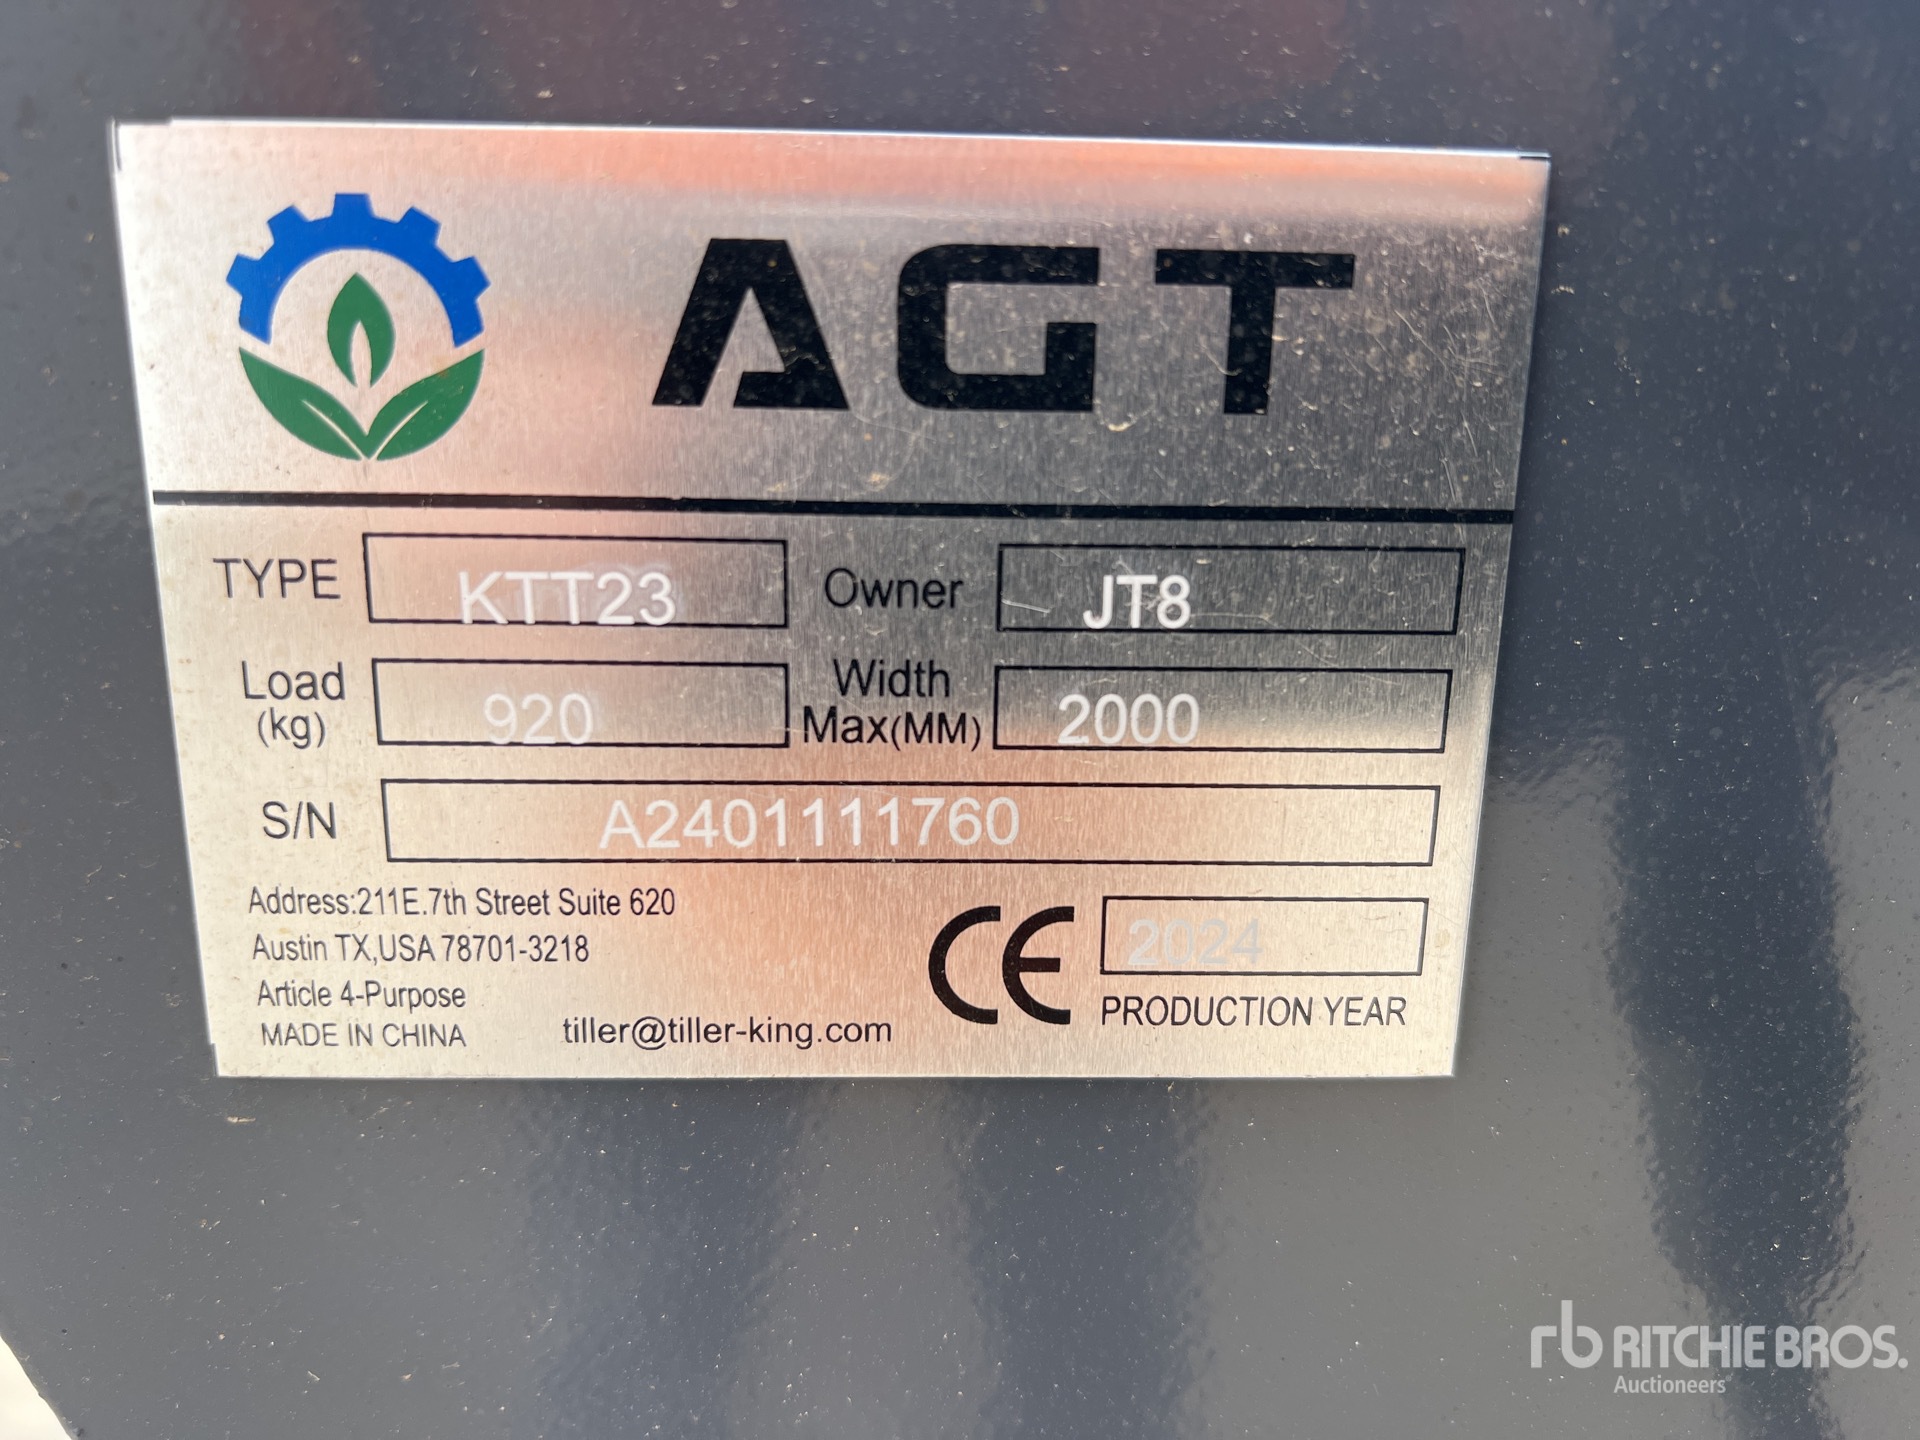 AGT
TYPE KTT23 Owner JT8
Load (kg) 920 Width Max(MM) 2000
S/N A2401111760
Address:211E.7th Street Suite 620
Austin TX,USA 78701-3218
Article 4-Purpose
MADE IN CHINA
tiller@tiller-king.com
CE 2024
PRODUCTION YEAR
rb RITCHIE BROS.
Auctioneers